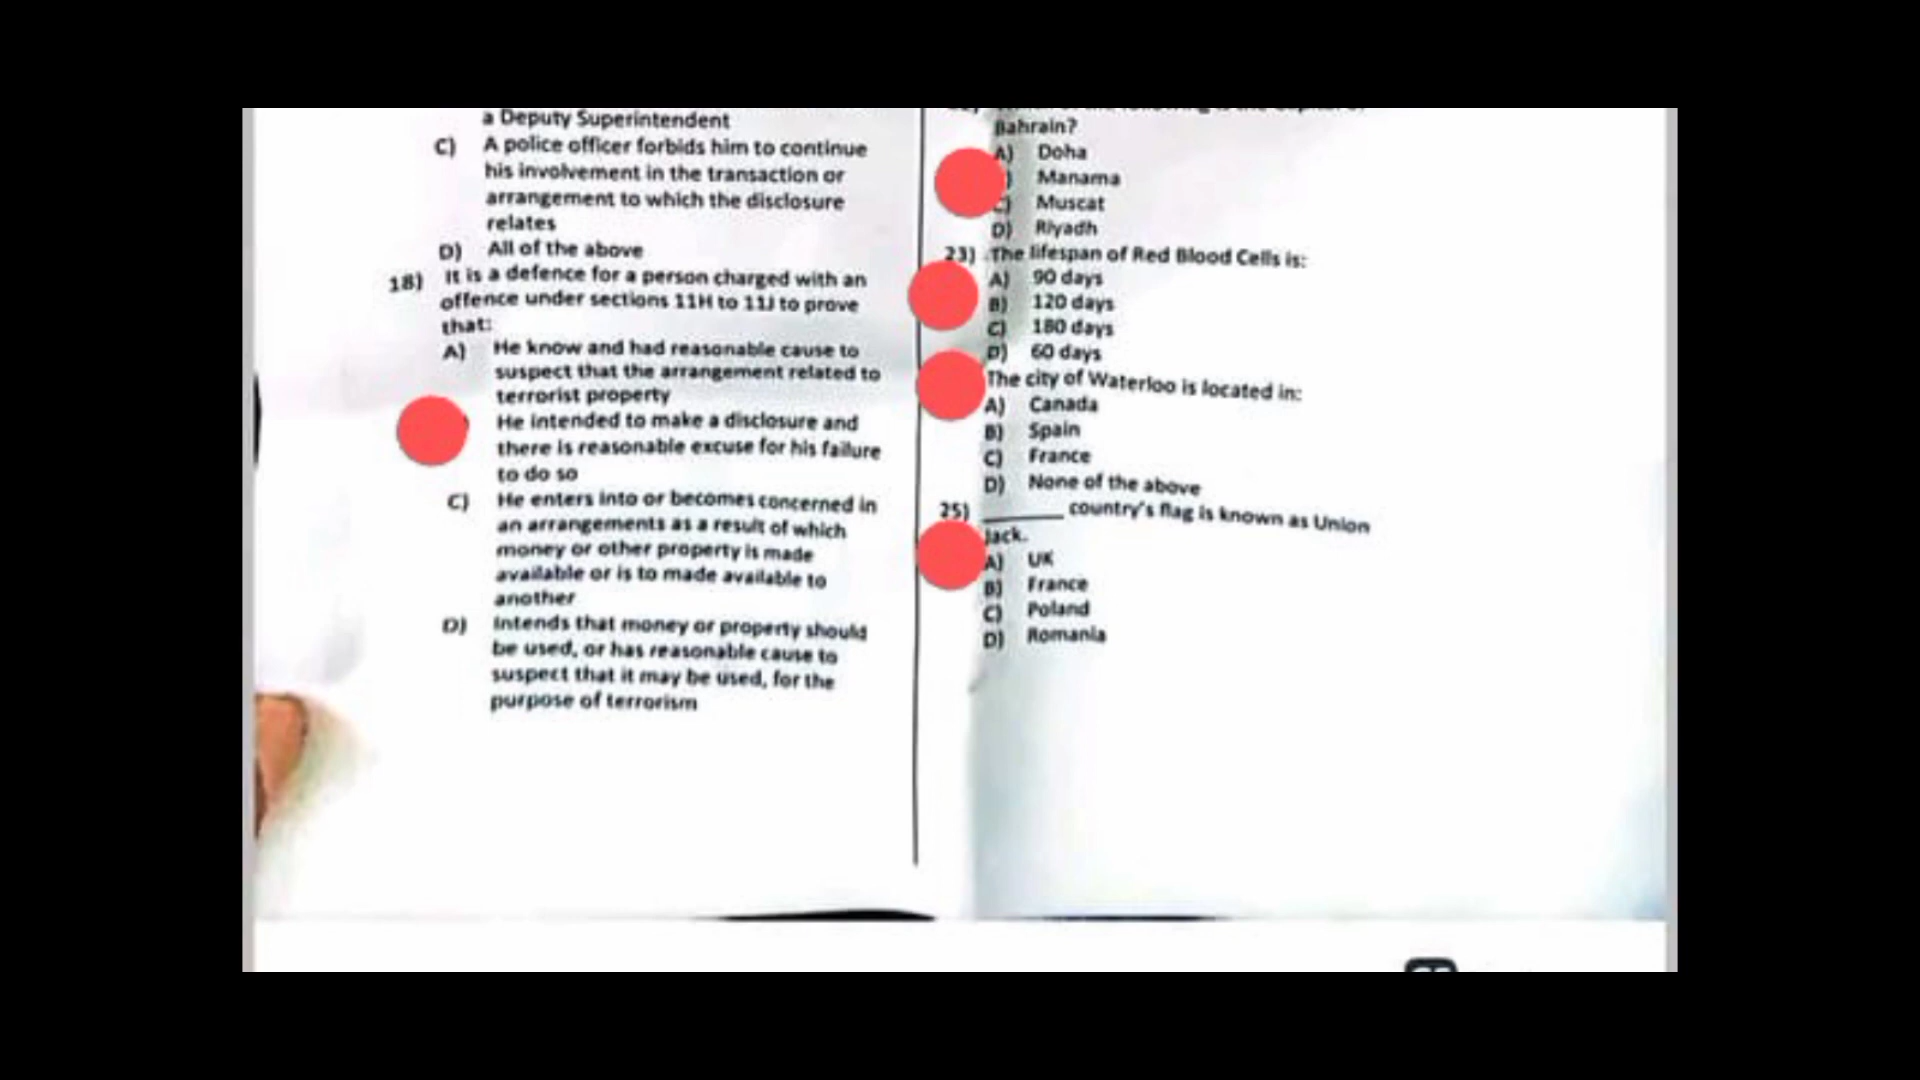 a Deputy Superintendent
C) A police officer forbids him to continue
his involvement in the transaction or
arrangement to which the disclosure
relates
D) All of the above
18) It is a defence for a person charged with an
offence under sections 11H to 11J to prove
that:
A) He know and had reasonable cause to
suspect that the arrangement related to
terrorist property
He intended to make a disclosure and
there is reasonable excuse for his failure
to do so
C) He enters into or becomes concerned in
an arrangements as a result of which
money or other property is made
available or is to made available to
another
D) Intends that money or property should
be used, or has reasonable cause to
suspect that it may be used, for the
purpose of terrorism
Bahrain?
A) Doha
) Manama
C) Muscat
D) Riyadh
23) The lifespan of Red Blood Cells is:
A) 90 days
B) 120 days
C) 180 days
D) 60 days
The city of Waterloo is located in:
A) Canada
B) Spain
C) France
D) None of the above
25) ________ country's flag is known as Union
Jack.
A) UK
B) France
C) Poland
D) Romania